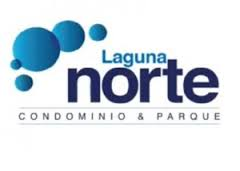 Laguna
norte
CONDOMINIO & PARQUE